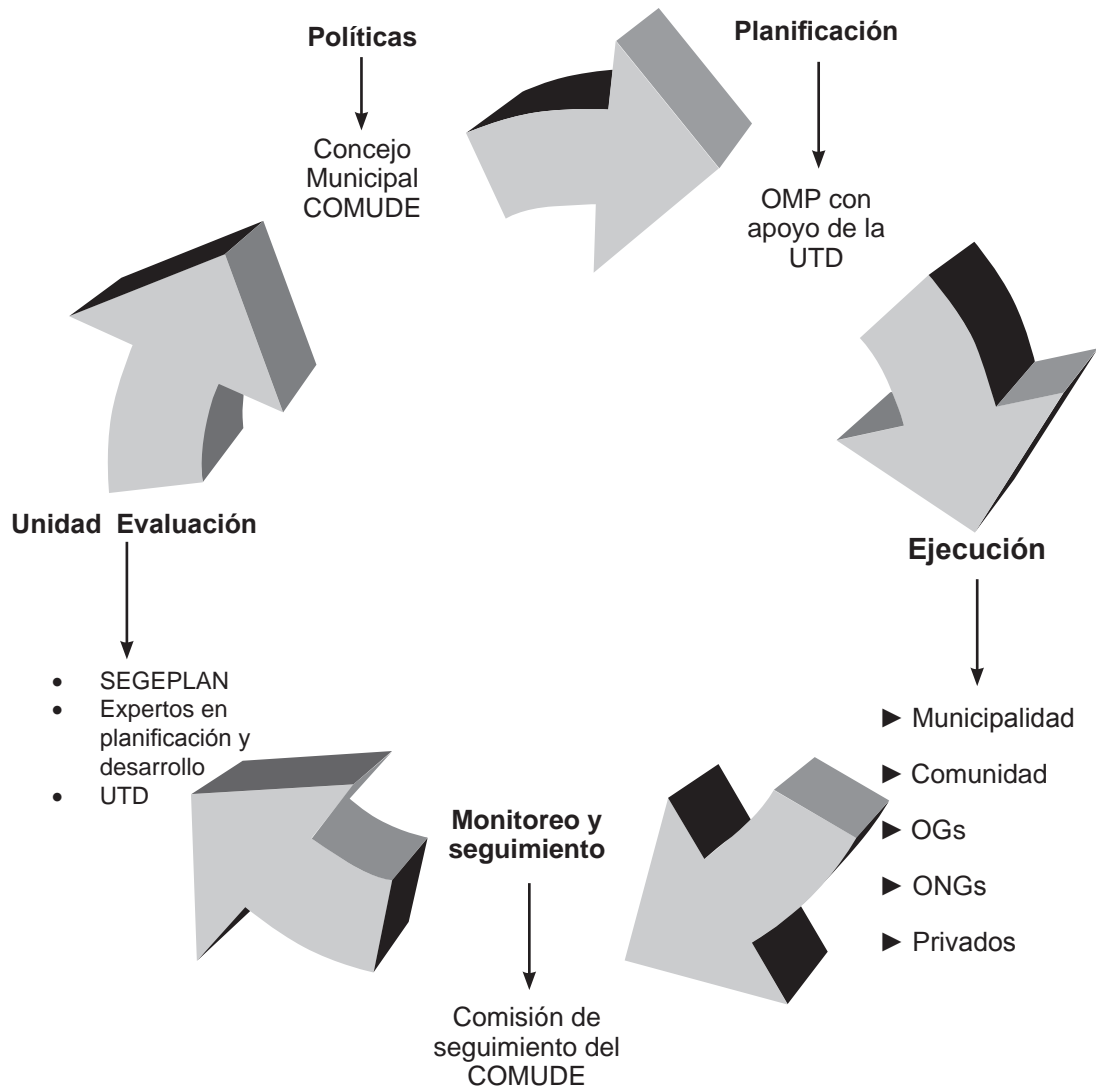 Políticas
Concejo
Municipal
COMUDE
Planificación
OMP con
apoyo de la
UTD
Ejecución
► Municipalidad
► Comunidad
► OGs
► ONGs
► Privados
Monitoreo y
seguimiento
Comisión de
seguimiento del
COMUDE
Unidad Evaluación
• SEGEPLAN
• Expertos en
planificación y
desarrollo
• UTD